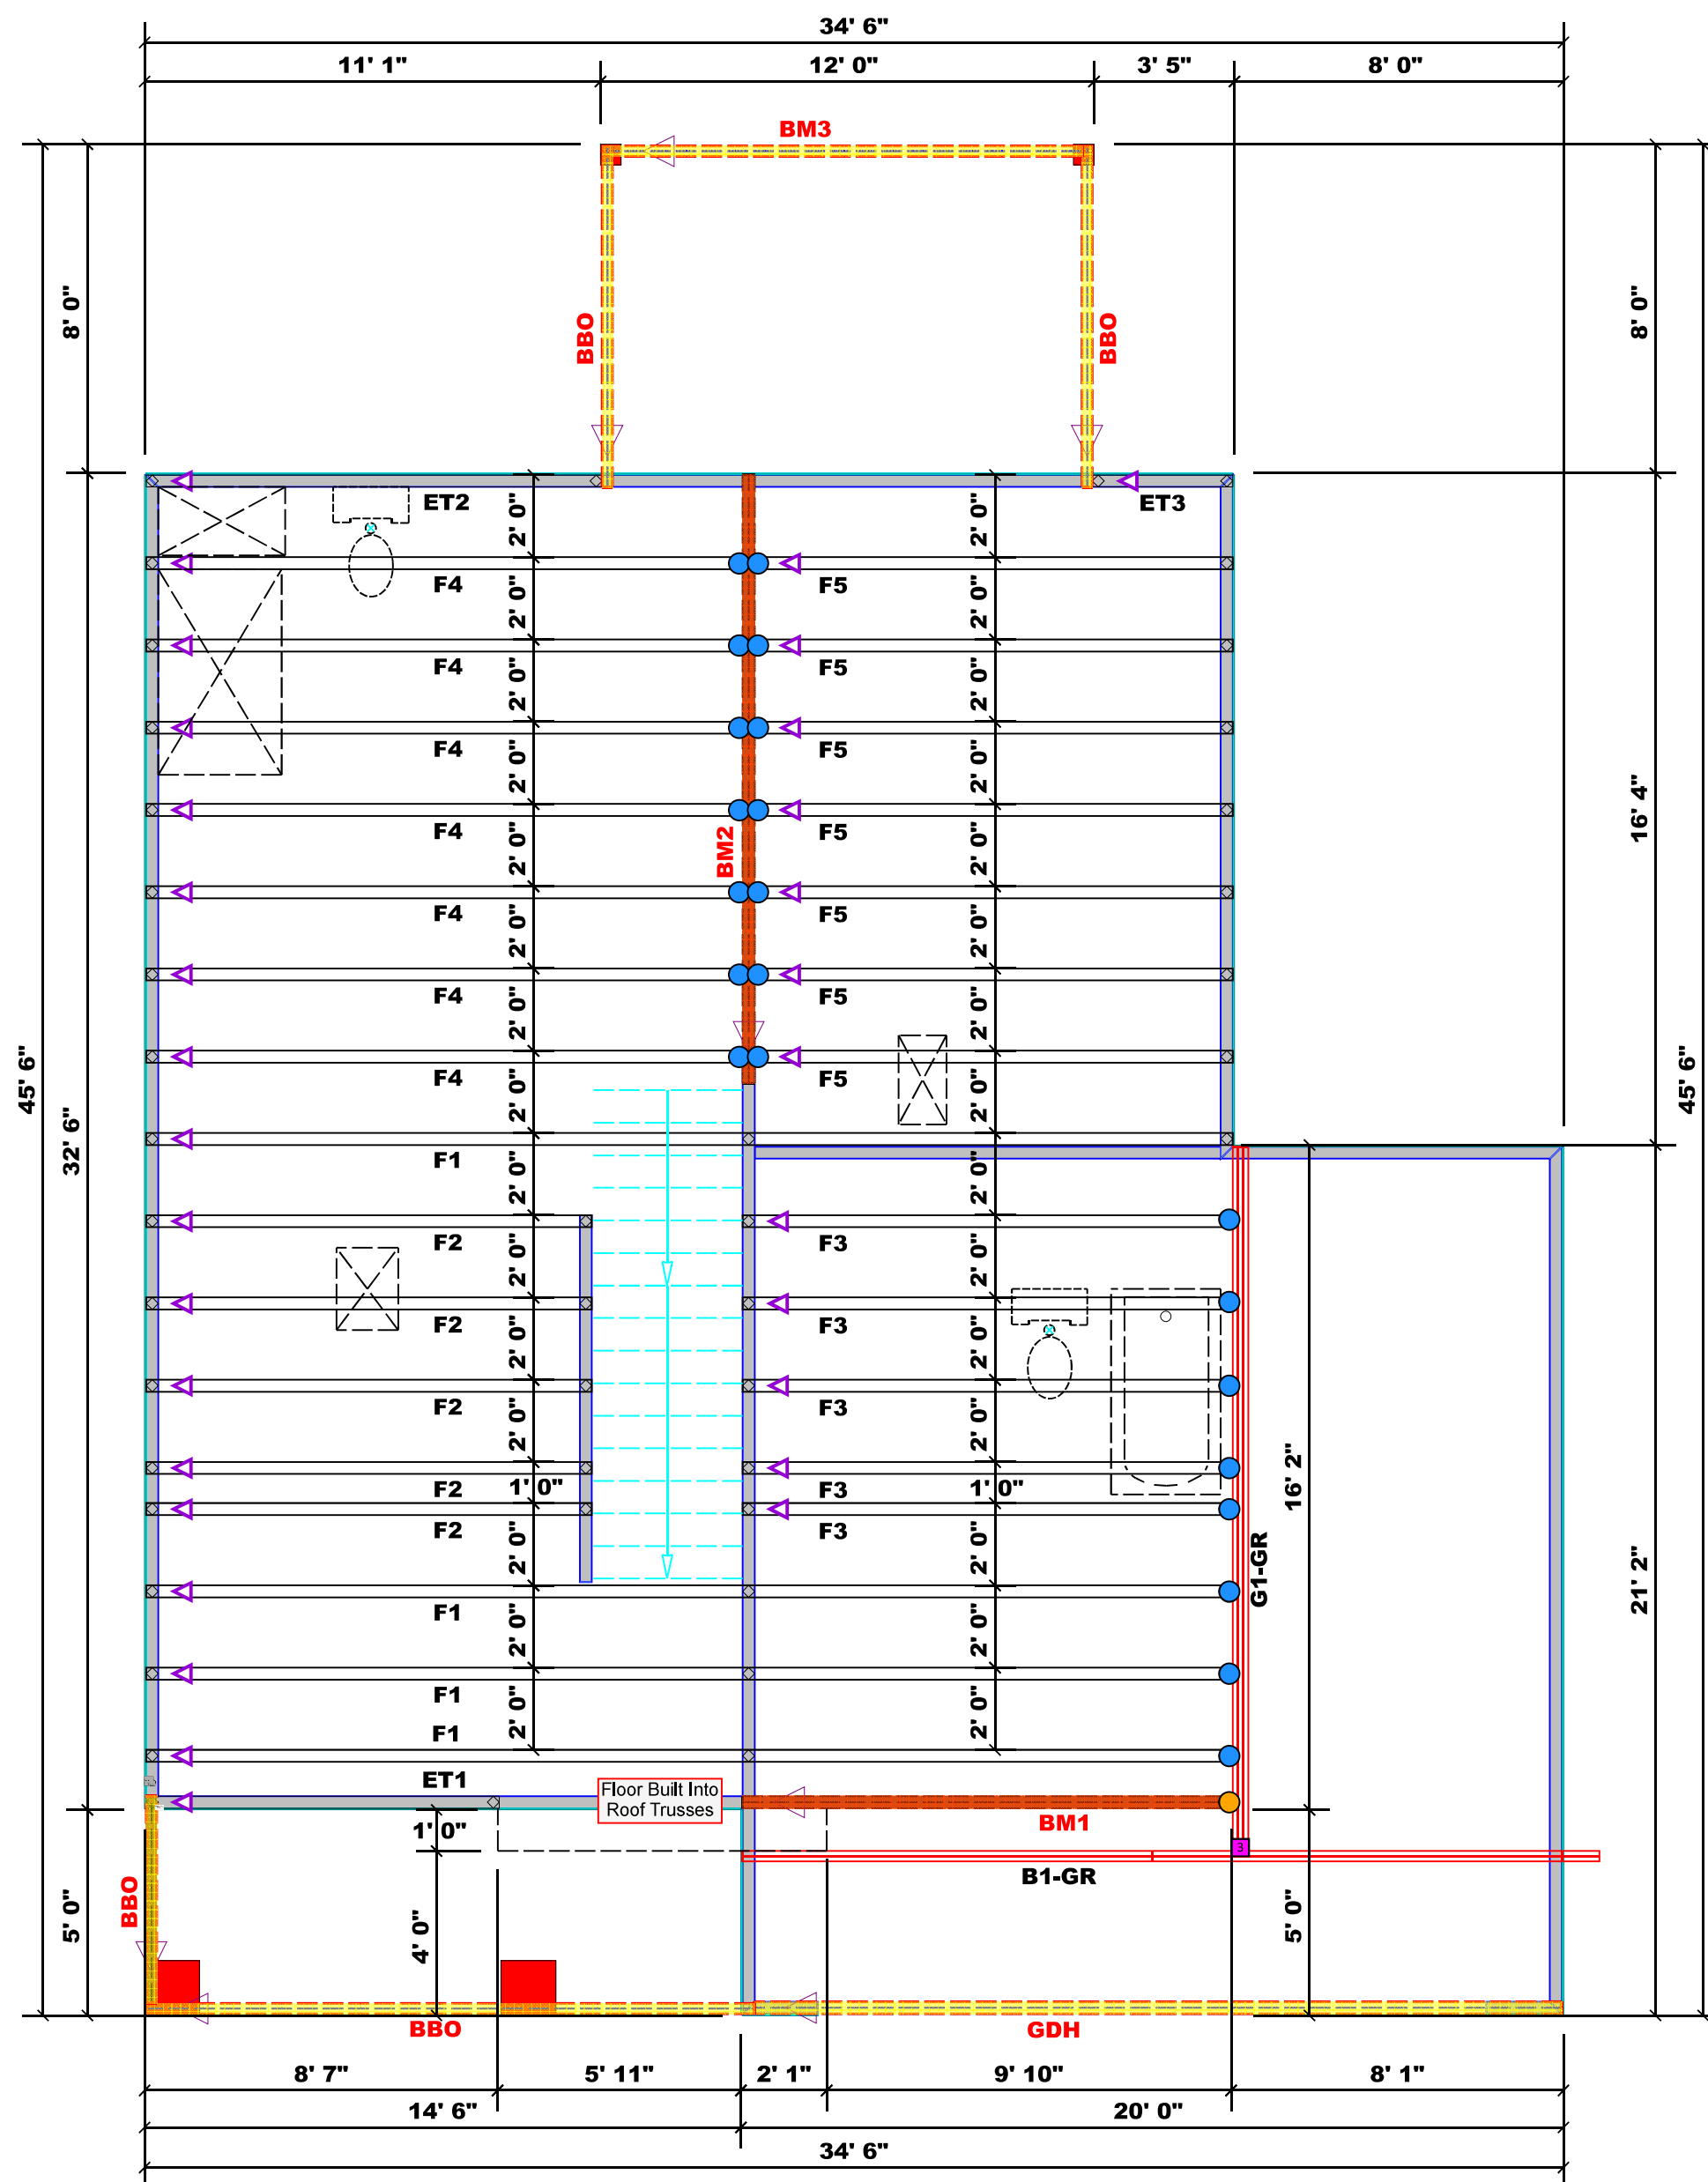 34' 6"
11' 1" 12' 0" 3' 5" 8' 0"
BM3
8' 0" BBO BBO 8' 0"
ET2 2' 0" 2' 0" ET3
F4 F5
2' 0" 2' 0"
F4 F5
2' 0" 2' 0"
F4 F5
2' 0" 2' 0" 16' 4"
F4 BM2 F5
2' 0" 2' 0"
F4 F5
2' 0" 2' 0"
F4 F5
2' 0" 2' 0"
F4 F5
45' 6" 32' 6" 2' 0" 2' 0" 45' 6"
F1
2' 0" 2' 0"
F2 F3
2' 0" 2' 0"
F2 F3
2' 0" 2' 0"
F2 F3
2' 0" 2' 0" 16' 2"
F2 1' 0" F3 1' 0"
F2 F3
2' 0" 2' 0" G1-GR 21' 2"
F1
2' 0" 2' 0"
F1
F1 2' 0" 2' 0"
ET1 Floor Built Into
Roof Trusses
1' 0" BM1
3
B1-GR
BBO 5' 0" 4' 0" 5' 0"
BBO GDH
8' 7" 5' 11" 2' 1" 9' 10" 8' 1"
14' 6" 20' 0"
34' 6"